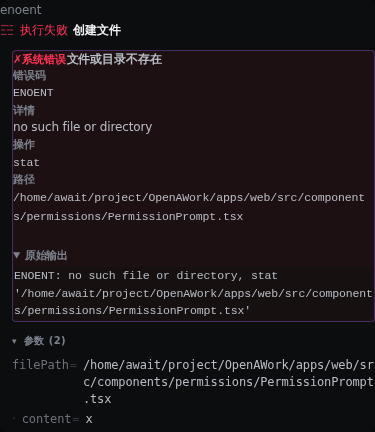 enoent
执行失败 创建文件
✗系统错误文件或目录不存在
错误码
ENOENT
详情
no such file or directory
操作
stat
路径
/home/await/project/OpenAWork/apps/web/src/component
s/permissions/PermissionPrompt.tsx
▼ 原始输出
ENOENT: no such file or directory, stat
'/home/await/project/OpenAWork/apps/web/src/component
s/permissions/PermissionPrompt.tsx'
▾ 参数 (2)
filePath= /home/await/project/OpenAWork/apps/web/sr
c/components/permissions/PermissionPrompt
.tsx
· content= x